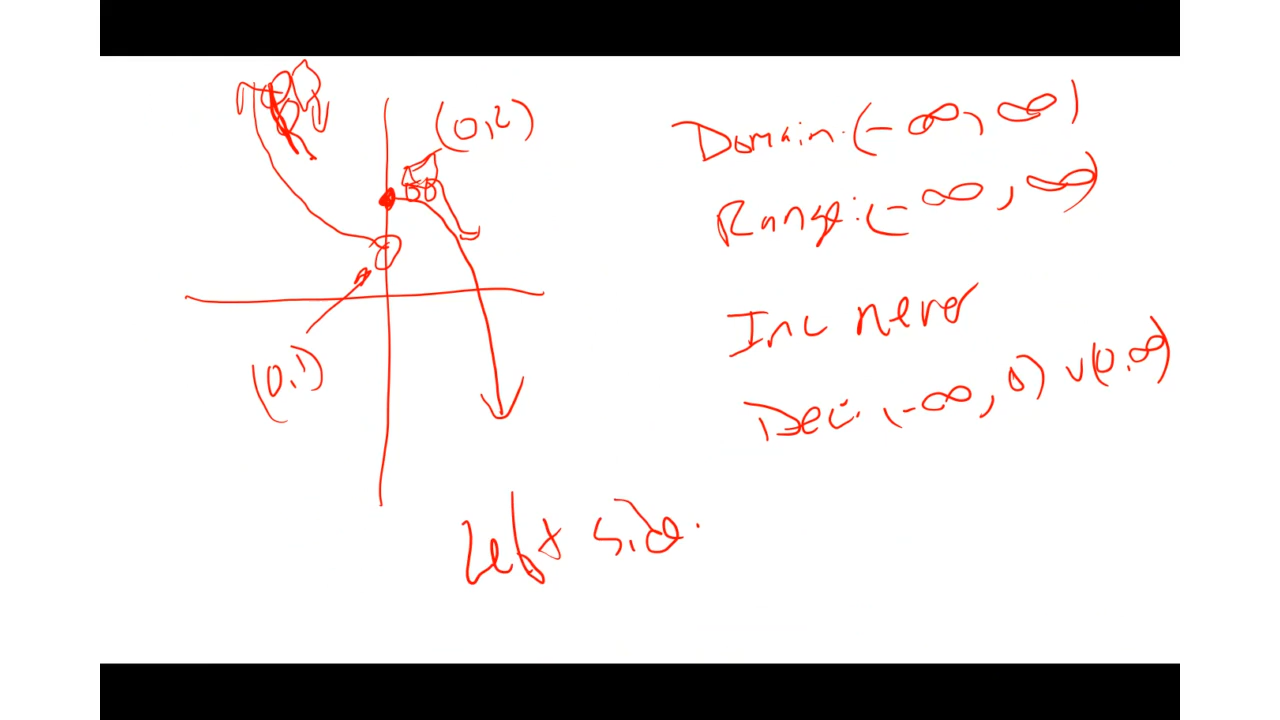 (0,2)
Domain: (-∞, ∞)
Range: (-∞, ∞)
Inc never
(0,1)
Dec: (-∞, 0) ∪ (0, ∞)
Left side.